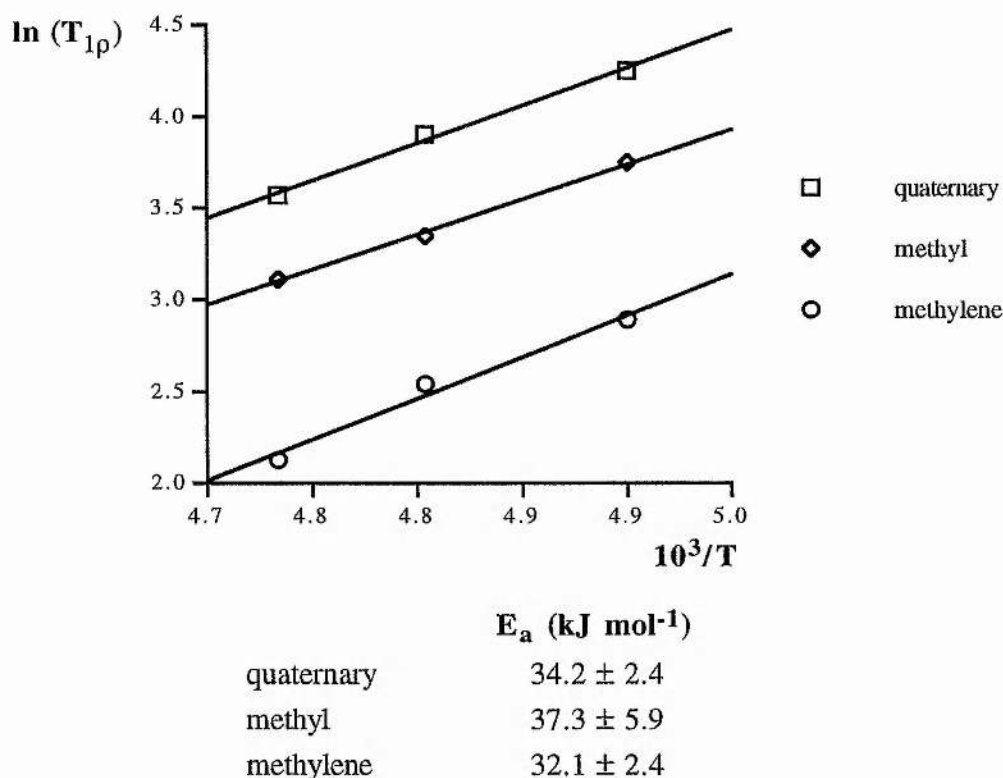 ln (T1ρ)
4.5
4.0
3.5
3.0
2.5
2.0
4.7 4.8 4.8 4.9 4.9 5.0
10³/T
quaternary
methyl
methylene
Eₐ (kJ mol⁻¹)
quaternary 34.2 ± 2.4
methyl 37.3 ± 5.9
methylene 32.1 ± 2.4